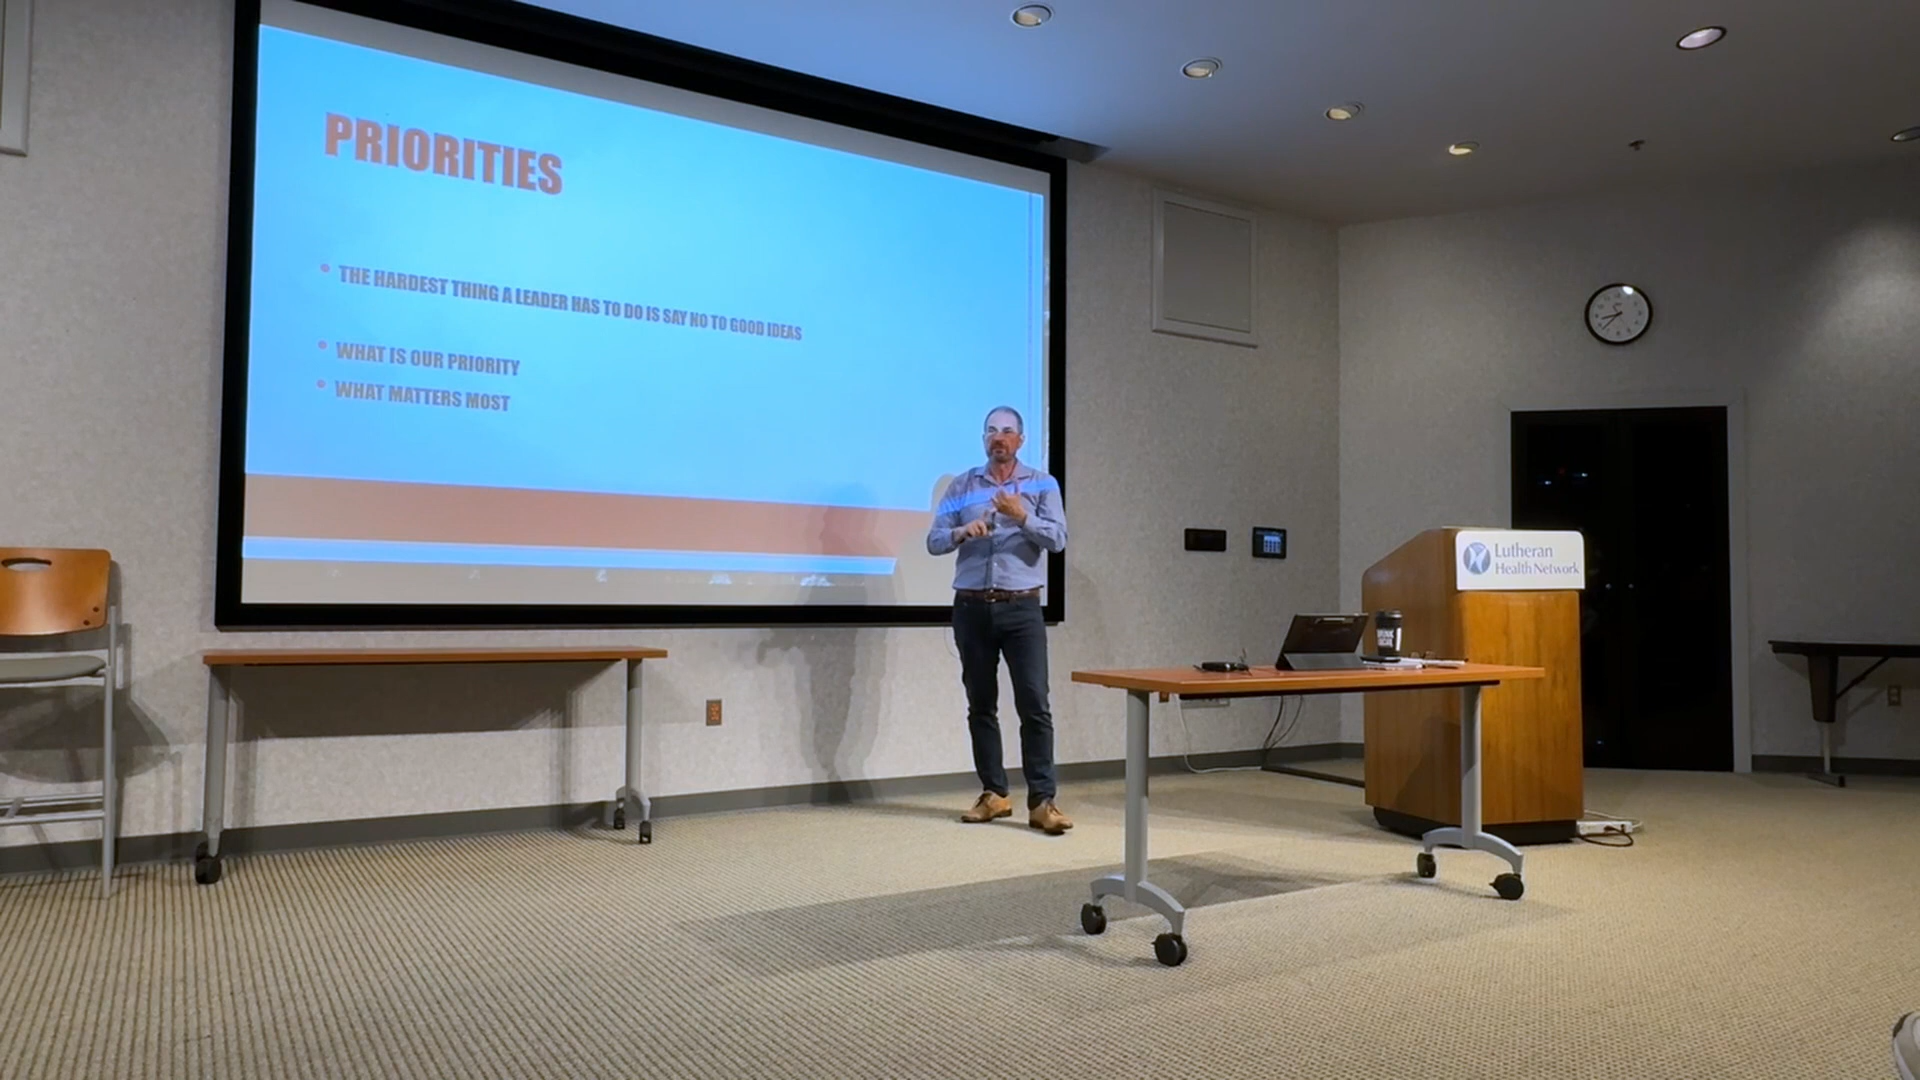 PRIORITIES
• THE HARDEST THING A LEADER HAS TO DO IS SAY NO TO GOOD IDEAS
• WHAT IS OUR PRIORITY
• WHAT MATTERS MOST
Lutheran
Health Network